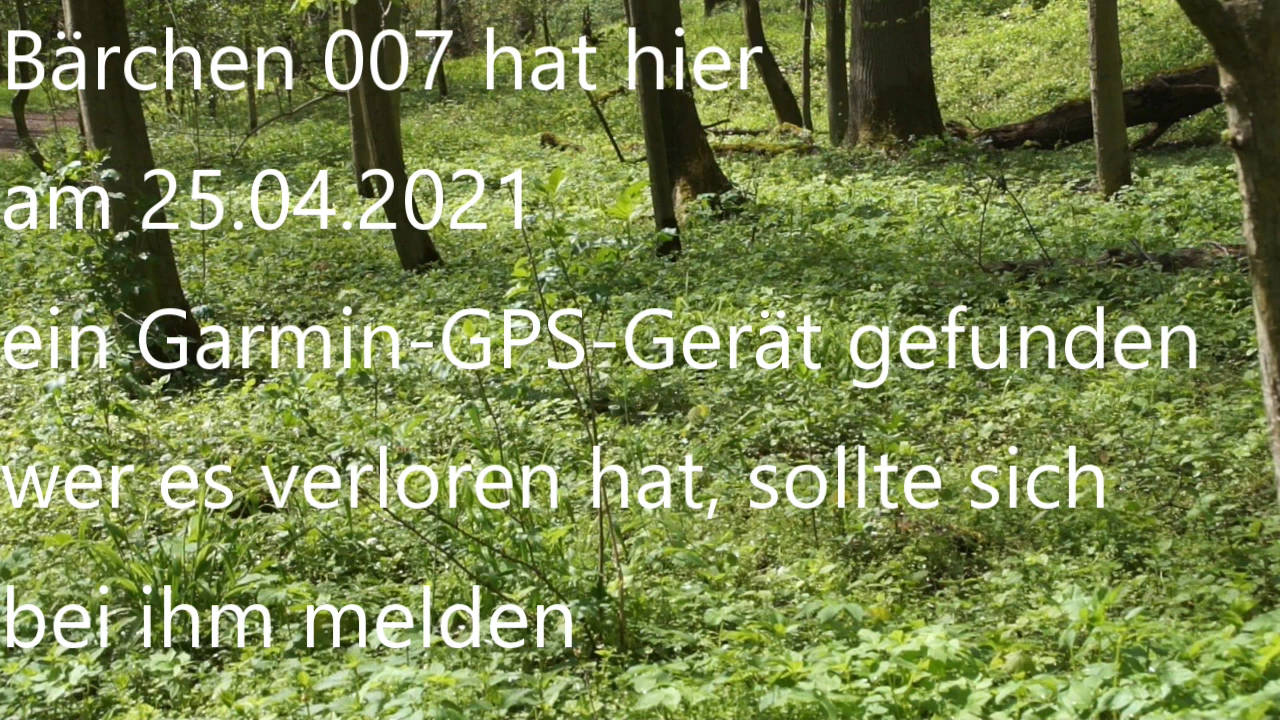 Bärchen 007 hat hier
am 25.04.2021
ein Garmin-GPS-Gerät gefunden
wer es verloren hat, sollte sich
bei ihm melden